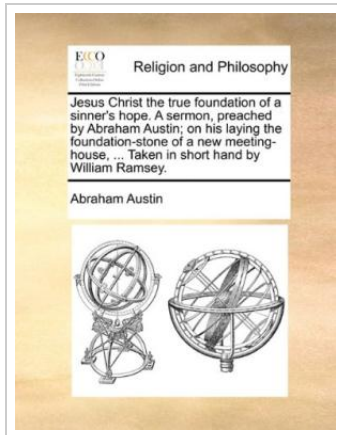 ECCO
Religion and Philosophy
Jesus Christ the true foundation of a
sinner's hope. A sermon, preached
by Abraham Austin; on his laying the
foundation-stone of a new meeting-
house, ... Taken in short hand by
William Ramsey.
Abraham Austin